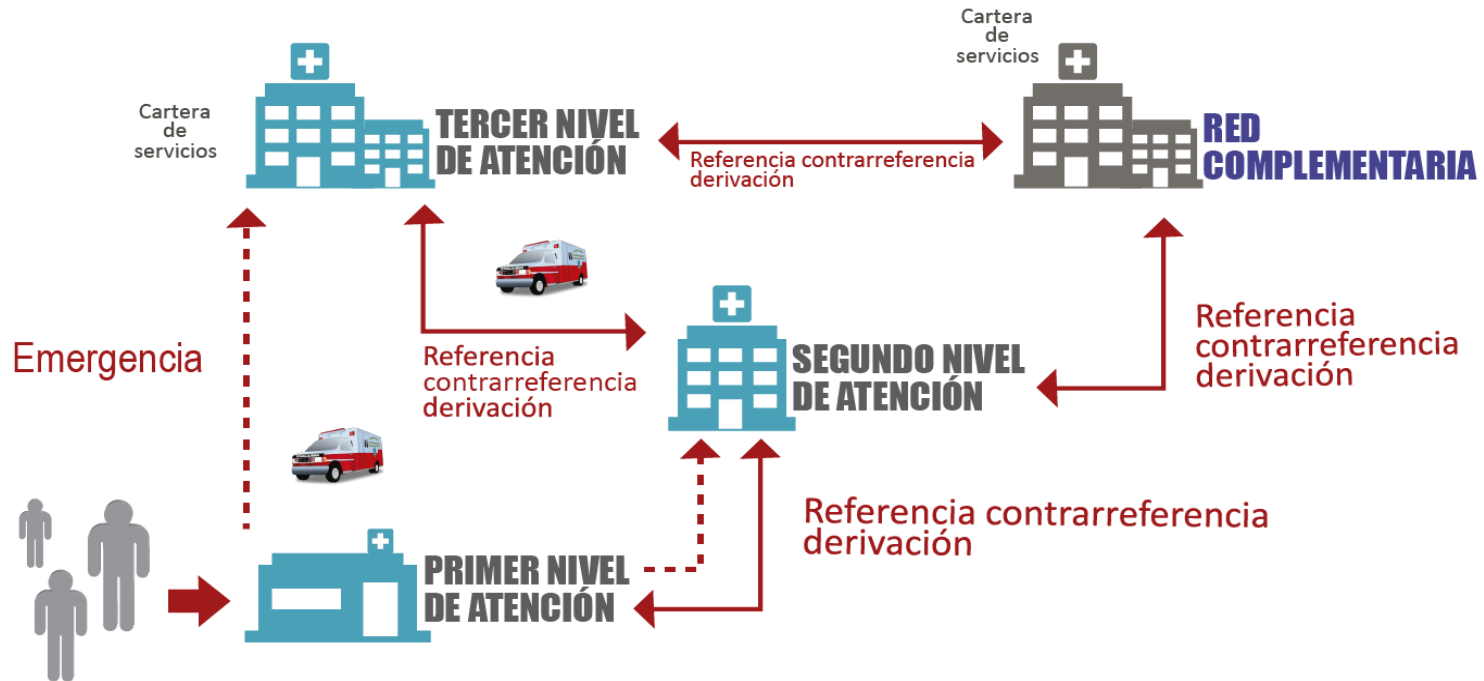 Cartera
de
servicios
TERCER NIVEL
DE ATENCIÓN
Referencia contrarreferencia
derivación
Cartera
de
servicios
RED
COMPLEMENTARIA
Emergencia
Referencia
contrarreferencia
derivación
SEGUNDO NIVEL
DE ATENCIÓN
Referencia
contrarreferencia
derivación
PRIMER NIVEL
DE ATENCIÓN
Referencia contrarreferencia
derivación